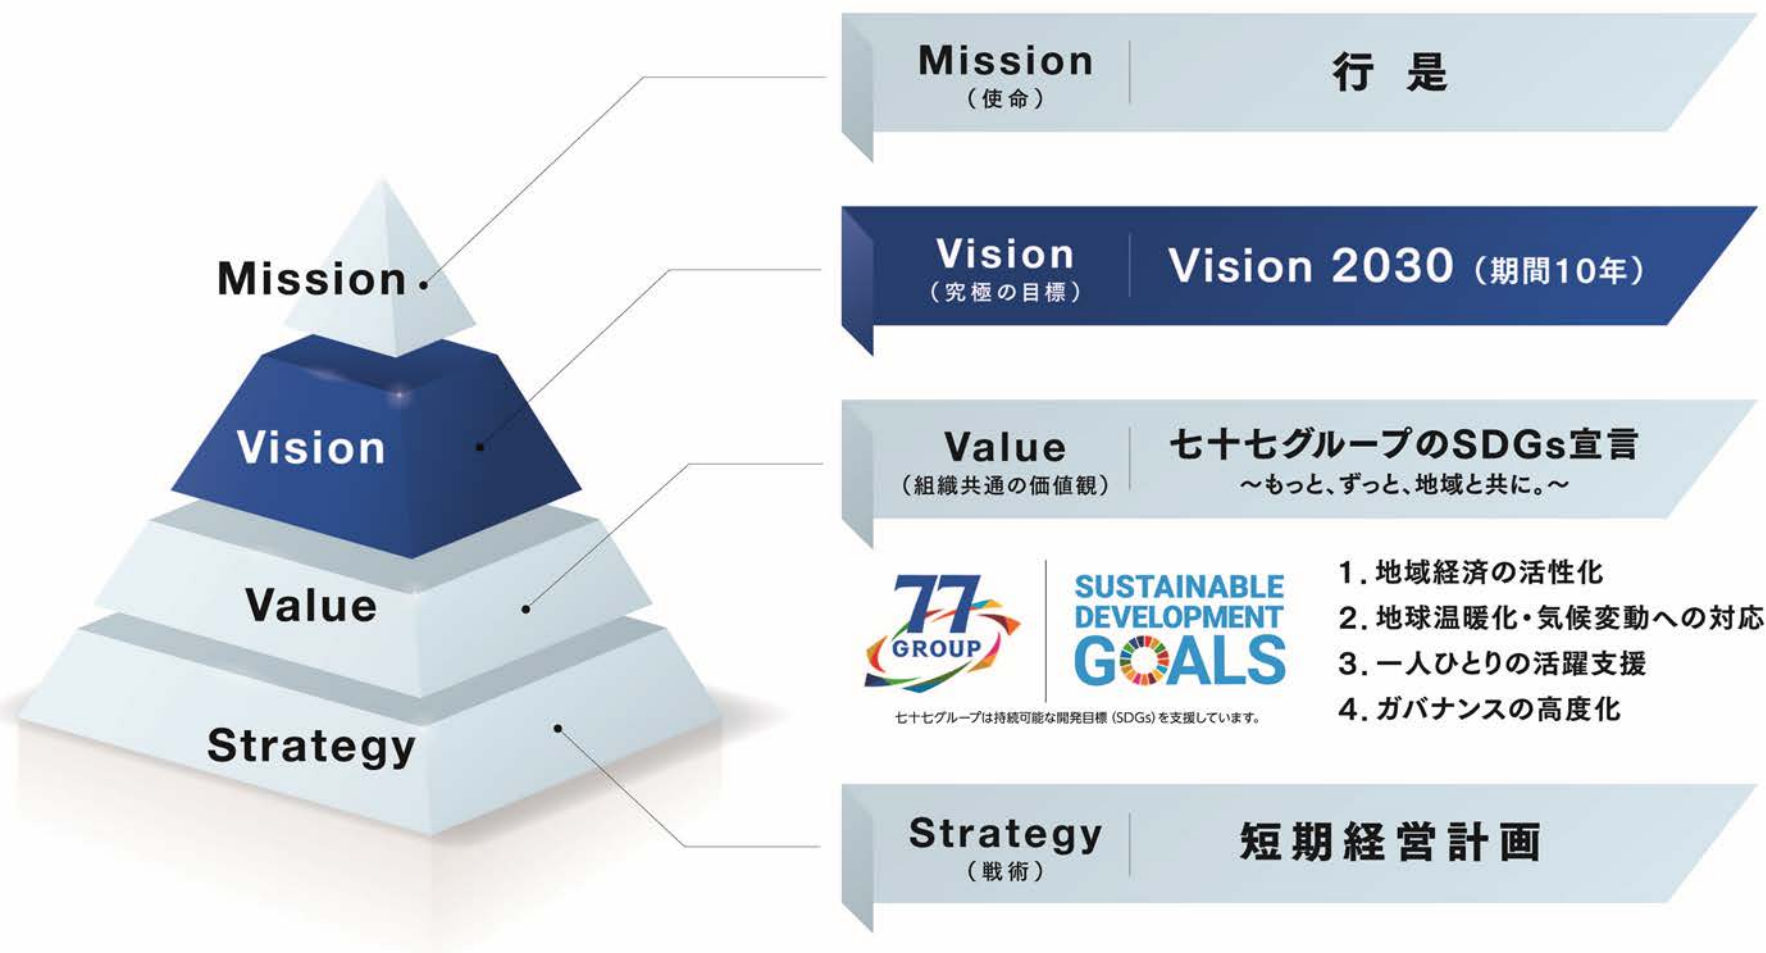 Mission
Vision
Value
Strategy
Mission
（使命）
行 是
Vision
（究極の目標）
Vision 2030（期間10年）
Value
（組織共通の価値観）
七十七グループのSDGs宣言
～もっと、ずっと、地域と共に。～
77
GROUP
SUSTAINABLE
DEVELOPMENT
GOALS
七十七グループは持続可能な開発目標（SDGs）を支援しています。
1. 地域経済の活性化
2. 地球温暖化・気候変動への対応
3. 一人ひとりの活躍支援
4. ガバナンスの高度化
Strategy
（戦術）
短期経営計画